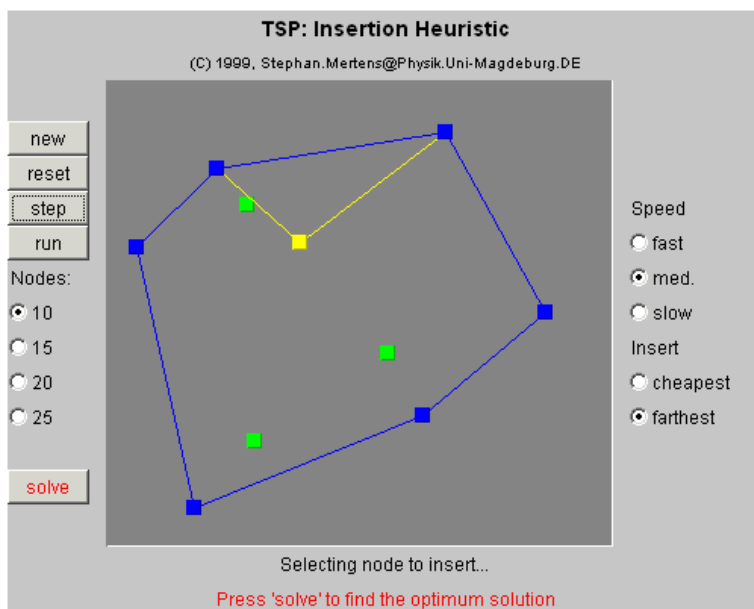 TSP: Insertion Heuristic
(C) 1999, Stephan.Mertens@Physik.Uni-Magdeburg.DE
new
reset
step
run
Nodes:
10
15
20
25
solve
Speed
fast
med.
slow
Insert
cheapest
farthest
Selecting node to insert...
Press 'solve' to find the optimum solution